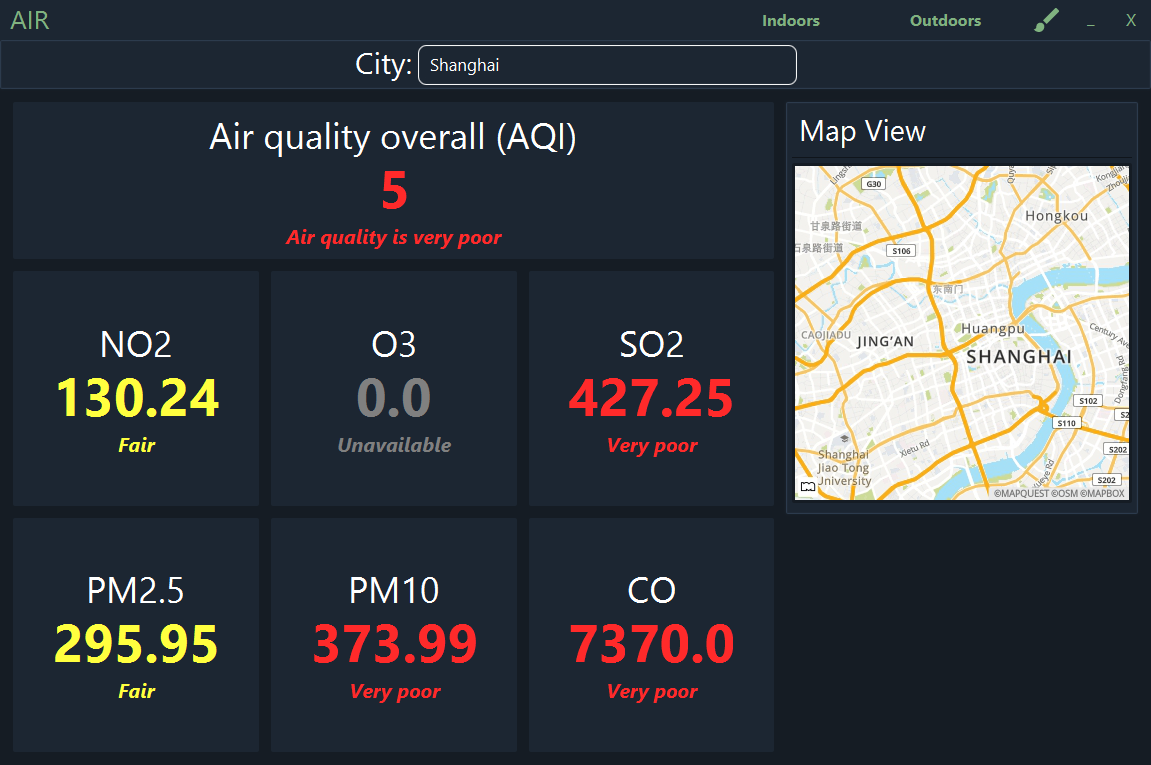 AIR
Indoors
Outdoors
_
X
City:
Shanghai
Air quality overall (AQI)
5
Air quality is very poor
NO2
130.24
Fair
O3
0.0
Unavailable
SO2
427.25
Very poor
PM2.5
295.95
Fair
PM10
373.99
Very poor
CO
7370.0
Very poor
Map View
G30
Hongkou
甘泉路街道
石泉路街道
S106
东南门
CAOJIADU
JING'AN
Huangpu
SHANGHAI
Century Ave
S102
S110
S202
Xietu Rd
Shanghai
Jiao Tong
University
S202
©MAPQUEST ©OSM ©MAPBOX